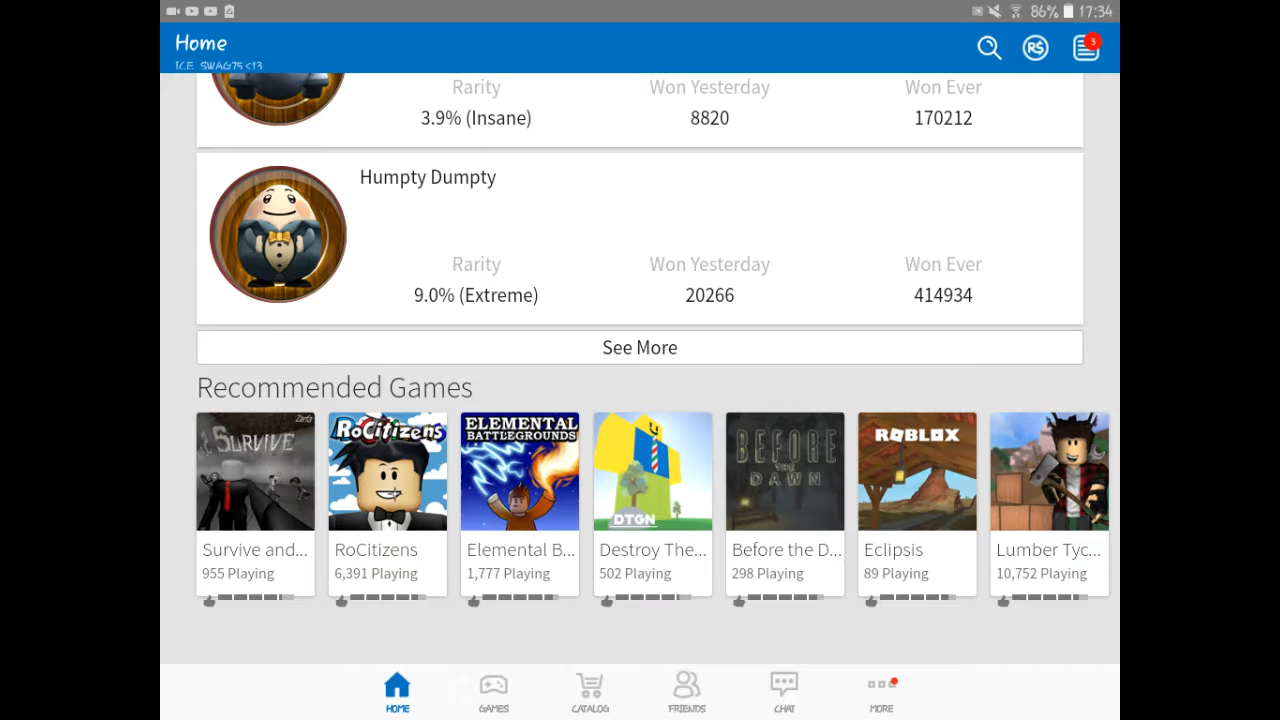 86% 17:34
Home
ICE_SWAG75 <13
R$
3
Rarity Won Yesterday Won Ever
3.9% (Insane) 8820 170212
Humpty Dumpty
Rarity Won Yesterday Won Ever
9.0% (Extreme) 20266 414934
See More
Recommended Games
SURVIVE
RoCitizens
ELEMENTAL BATTLEGROUNDS
DTGN
BEFORE THE DAWN
ROBLOX
Survive and... RoCitizens Elemental B... Destroy The... Before the D... Eclipsis Lumber Tyc...
955 Playing 6,391 Playing 1,777 Playing 502 Playing 298 Playing 89 Playing 10,752 Playing
HOME GAMES CATALOG FRIENDS CHAT MORE